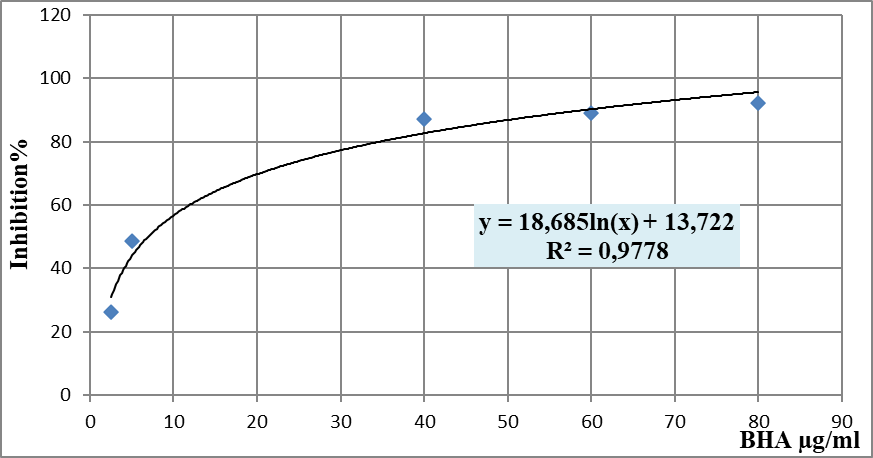 120
100
80
60
40
20
0
Inhibition%
y = 18,685ln(x) + 13,722
R² = 0,9778
0 10 20 30 40 50 60 70 80 90
BHA µg/ml